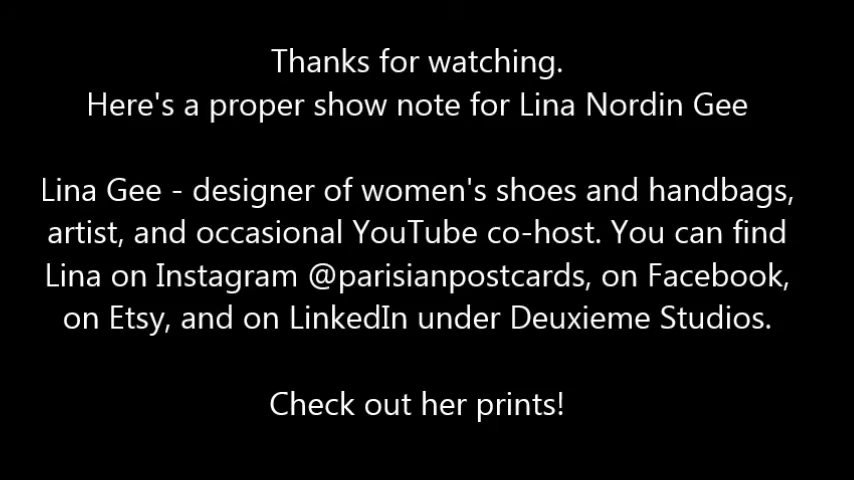 Thanks for watching.
Here's a proper show note for Lina Nordin Gee
Lina Gee - designer of women's shoes and handbags,
artist, and occasional YouTube co-host. You can find
Lina on Instagram @parisianpostcards, on Facebook,
on Etsy, and on LinkedIn under Deuxieme Studios.
Check out her prints!